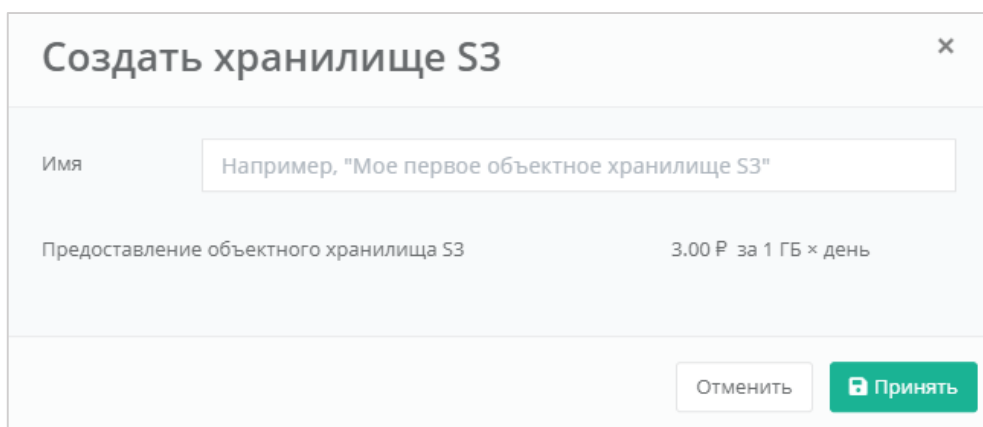 Создать хранилище S3
×
Имя
Например, "Мое первое объектное хранилище S3"
Предоставление объектного хранилища S3 3.00 ₽ за 1 ГБ × день
Отменить Принять